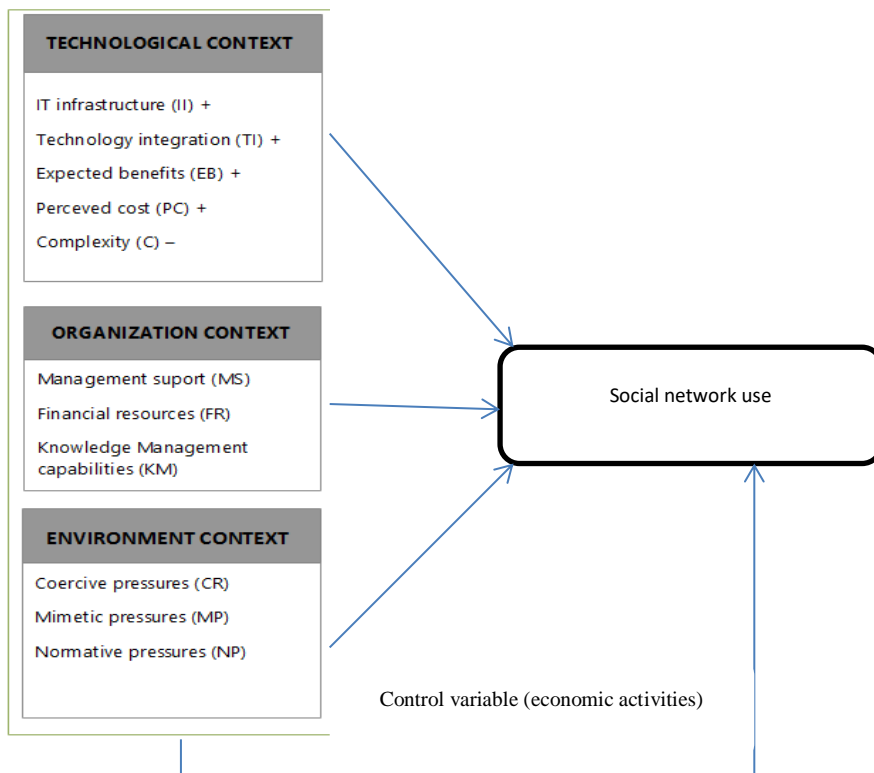 TECHNOLOGICAL CONTEXT
IT infrastructure (II) +
Technology integration (TI) +
Expected benefits (EB) +
Perceved cost (PC) +
Complexity (C) –
ORGANIZATION CONTEXT
Management suport (MS)
Financial resources (FR)
Knowledge Management
capabilities (KM)
Social network use
ENVIRONMENT CONTEXT
Coercive pressures (CR)
Mimetic pressures (MP)
Normative pressures (NP)
Control variable (economic activities)